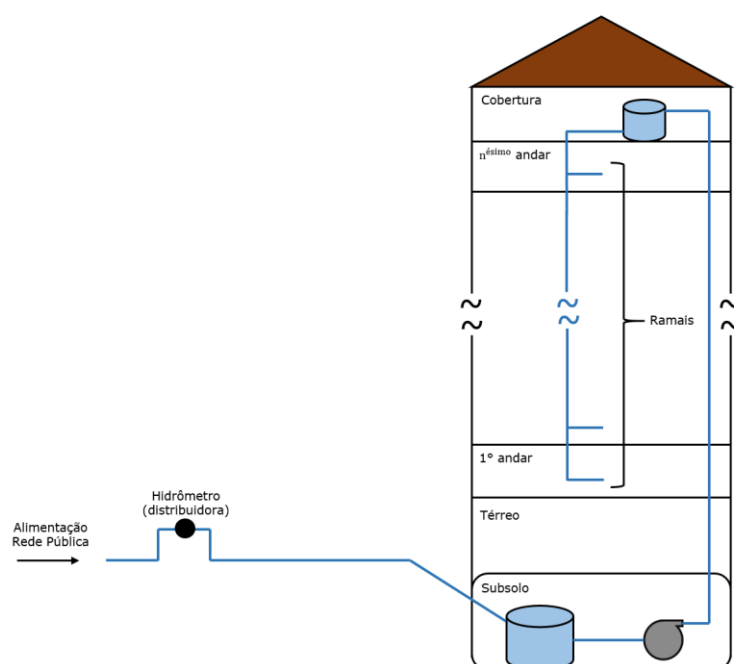 Cobertura
nésimo andar
Ramais
1° andar
Hidrômetro
(distribuidora)
Térreo
Alimentação
Rede Pública
Subsolo